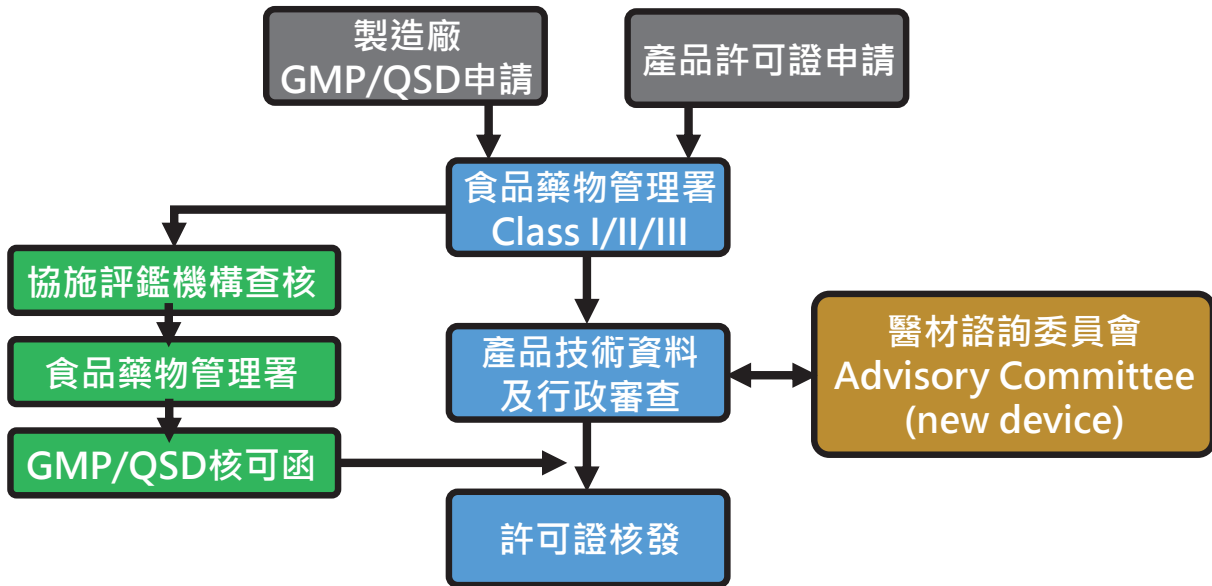 製造廠
GMP/QSD申請
產品許可證申請
食品藥物管理署
Class I/II/III
協施評鑑機構查核
食品藥物管理署
GMP/QSD核可函
產品技術資料
及行政審查
醫材諮詢委員會
Advisory Committee
(new device)
許可證核發